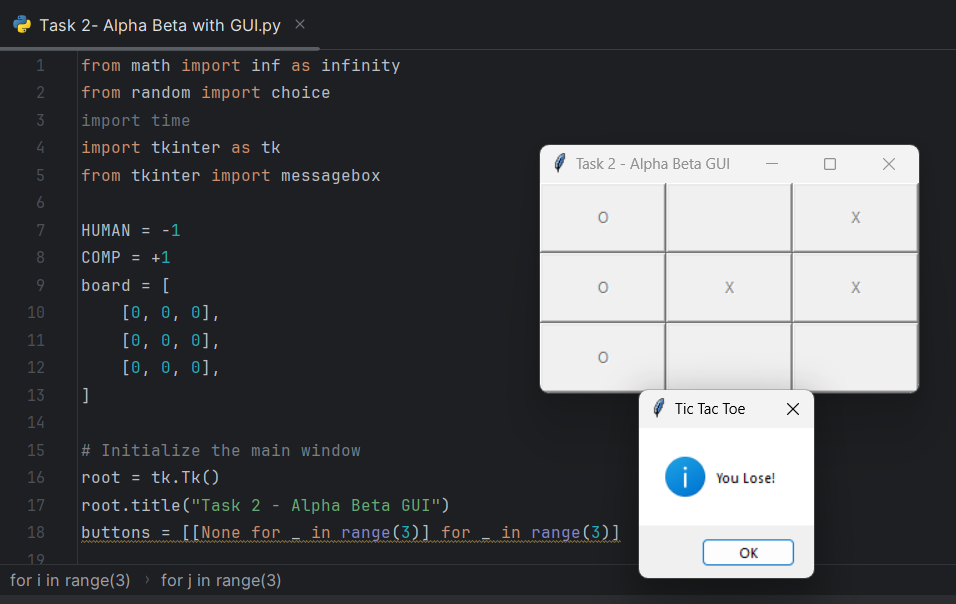 Task 2- Alpha Beta with GUI.py
1 from math import inf as infinity
2 from random import choice
3 import time
4 import tkinter as tk
5 from tkinter import messagebox
6
7 HUMAN = -1
8 COMP = +1
9 board = [
10 [0, 0, 0],
11 [0, 0, 0],
12 [0, 0, 0],
13 ]
14
15 # Initialize the main window
16 root = tk.Tk()
17 root.title("Task 2 - Alpha Beta GUI")
18 buttons = [[None for _ in range(3)] for _ in range(3)]
19
for i in range(3) › for j in range(3)
Task 2 - Alpha Beta GUI
O X
O X X
O
Tic Tac Toe
You Lose!
OK